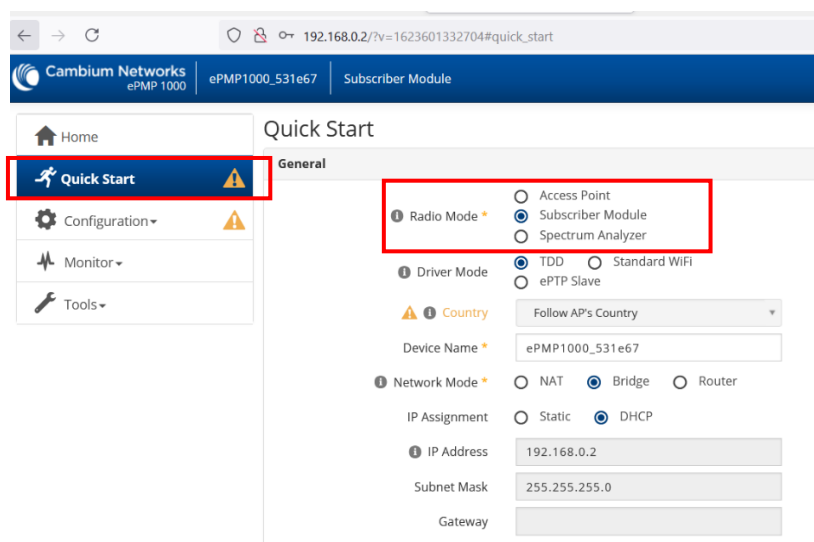 192.168.0.2/?v=1623601332704#quick_start
Cambium Networks
ePMP 1000
ePMP1000_531e67
Subscriber Module
Home
Quick Start
Configuration
Monitor
Tools
Quick Start
General
Radio Mode *
Access Point
Subscriber Module
Spectrum Analyzer
Driver Mode
TDD Standard WiFi
ePTP Slave
Country
Follow AP's Country
Device Name *
ePMP1000_531e67
Network Mode *
NAT Bridge Router
IP Assignment
Static DHCP
IP Address
192.168.0.2
Subnet Mask
255.255.255.0
Gateway